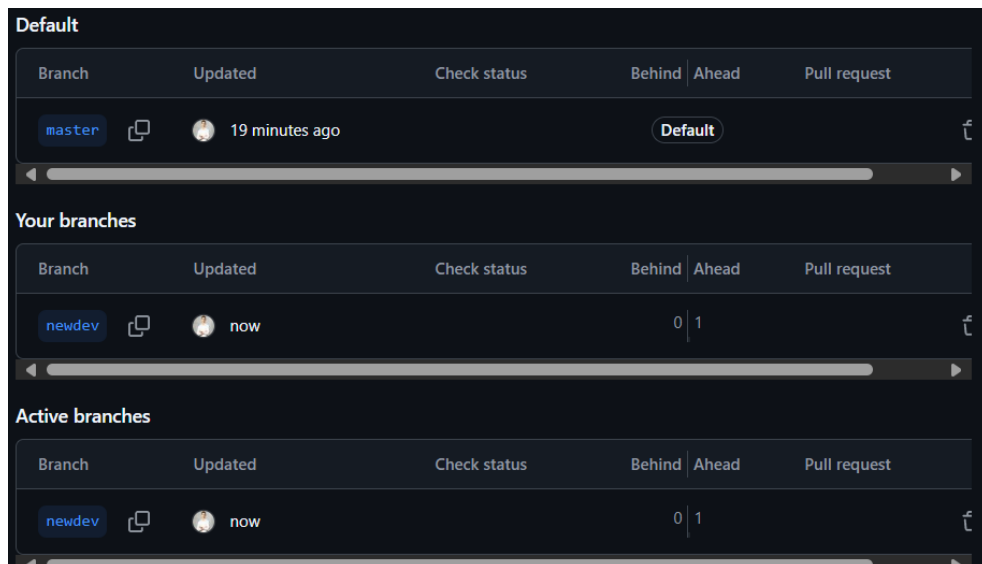 Default
Branch Updated Check status Behind Ahead Pull request
master 19 minutes ago Default
Your branches
Branch Updated Check status Behind Ahead Pull request
newdev now 0 1
Active branches
Branch Updated Check status Behind Ahead Pull request
newdev now 0 1